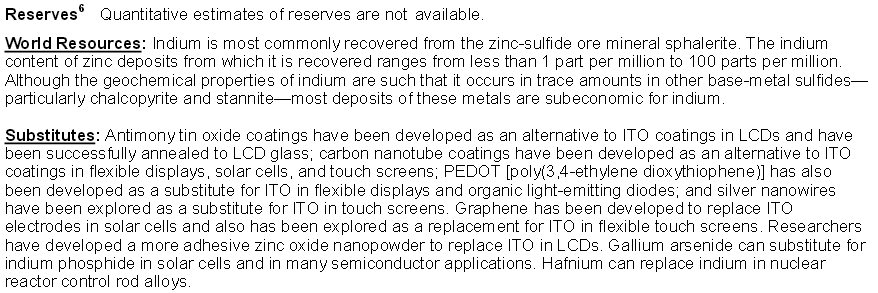 Reserves6 Quantitative estimates of reserves are not available.
World Resources: Indium is most commonly recovered from the zinc-sulfide ore mineral sphalerite. The indium
content of zinc deposits from which it is recovered ranges from less than 1 part per million to 100 parts per million.
Although the geochemical properties of indium are such that it occurs in trace amounts in other base-metal sulfides—
particularly chalcopyrite and stannite—most deposits of these metals are subeconomic for indium.
Substitutes: Antimony tin oxide coatings have been developed as an alternative to ITO coatings in LCDs and have
been successfully annealed to LCD glass; carbon nanotube coatings have been developed as an alternative to ITO
coatings in flexible displays, solar cells, and touch screens; PEDOT [poly(3,4-ethylene dioxythiophene)] has also
been developed as a substitute for ITO in flexible displays and organic light-emitting diodes; and silver nanowires
have been explored as a substitute for ITO in touch screens. Graphene has been developed to replace ITO
electrodes in solar cells and also has been explored as a replacement for ITO in flexible touch screens. Researchers
have developed a more adhesive zinc oxide nanopowder to replace ITO in LCDs. Gallium arsenide can substitute for
indium phosphide in solar cells and in many semiconductor applications. Hafnium can replace indium in nuclear
reactor control rod alloys.